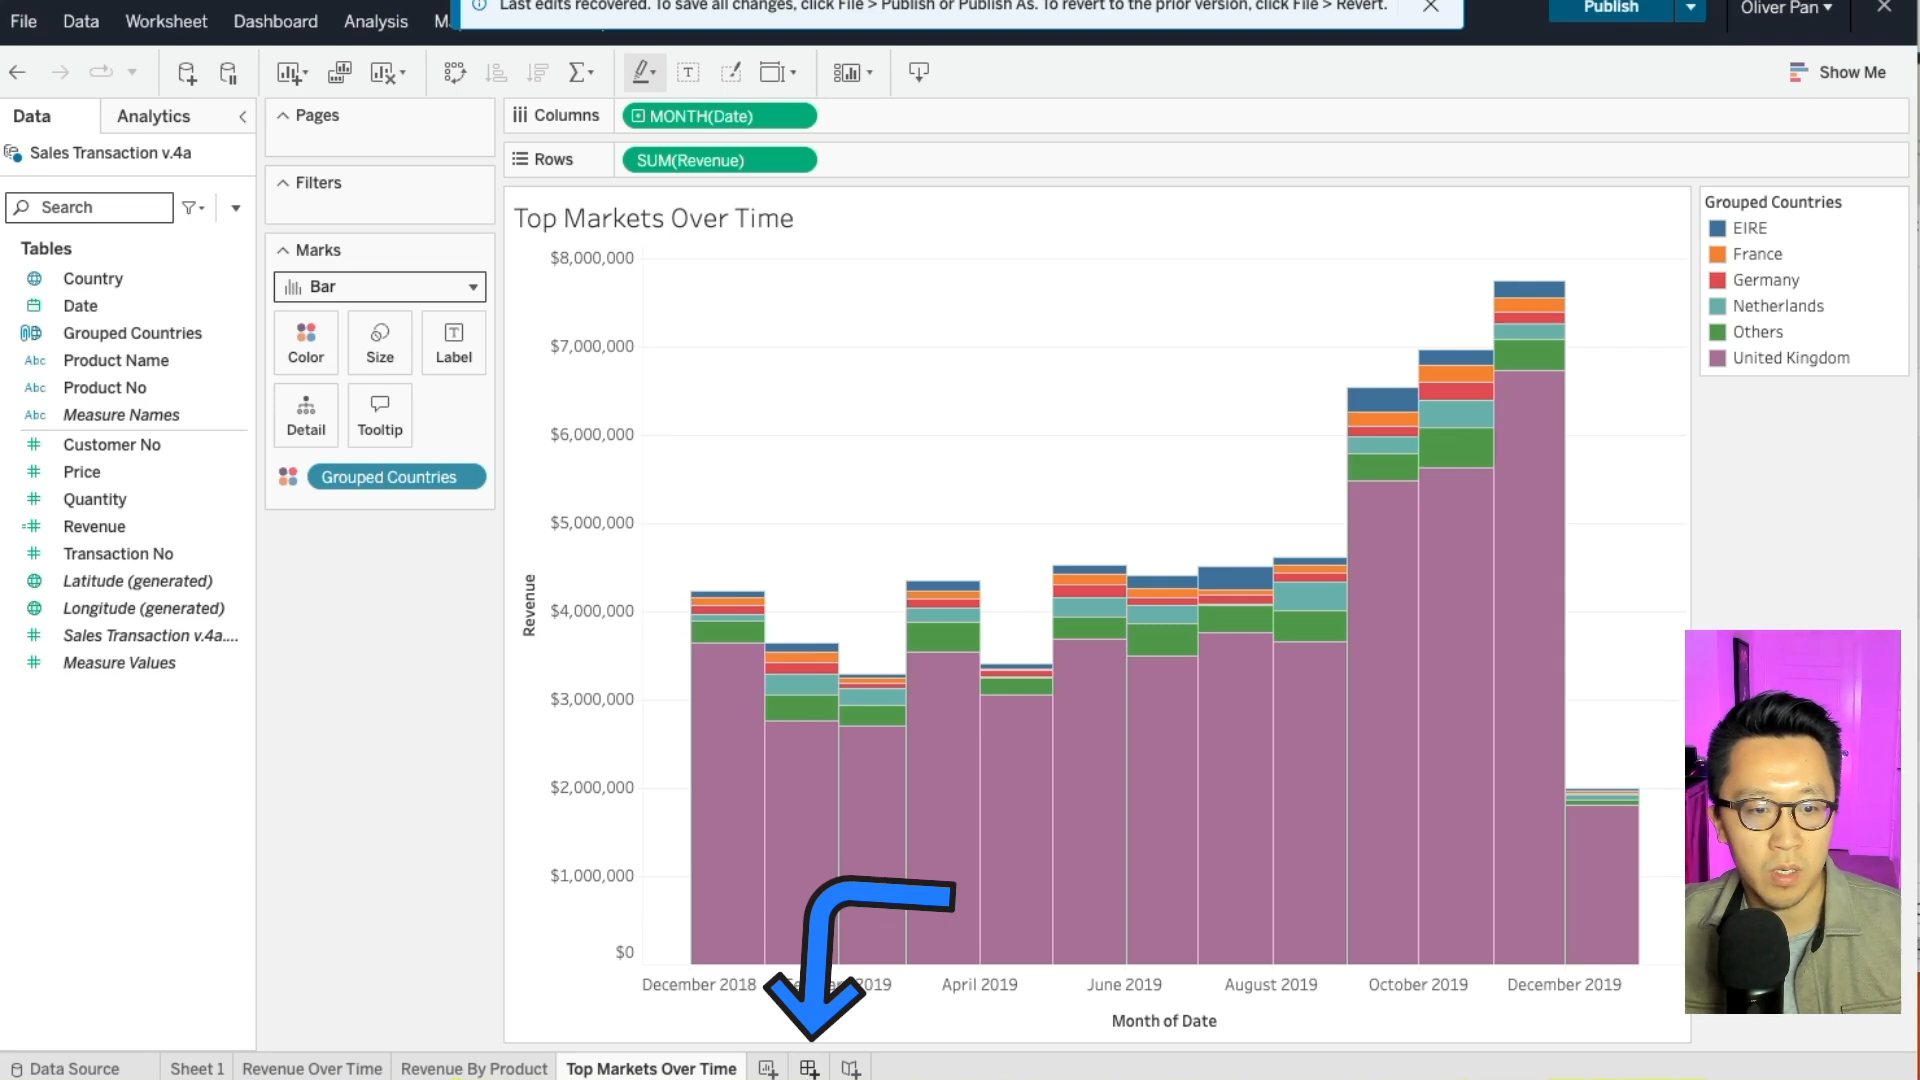 File Data Worksheet Dashboard Analysis
Last edits recovered. To save all changes, click File > Publish or Publish As. To revert to the prior version, click File > Revert.
Publish
Oliver Pan
Show Me
Data Analytics
Sales Transaction v.4a
Search
Tables
Country
Date
Grouped Countries
Abc Product Name
Abc Product No
Abc Measure Names
Customer No
Price
Quantity
Revenue
Transaction No
Latitude (generated)
Longitude (generated)
Sales Transaction v.4a....
Measure Values
Pages
Filters
Marks
Bar
Color Size Label
Detail Tooltip
Grouped Countries
Columns MONTH(Date)
Rows SUM(Revenue)
Top Markets Over Time
$8,000,000
$7,000,000
$6,000,000
$5,000,000
$4,000,000
$3,000,000
$2,000,000
$1,000,000
$0
Revenue
December 2018 2019 April 2019 June 2019 August 2019 October 2019 December 2019
Month of Date
Grouped Countries
EIRE
France
Germany
Netherlands
Others
United Kingdom
Data Source Sheet 1 Revenue Over Time Revenue By Product Top Markets Over Time